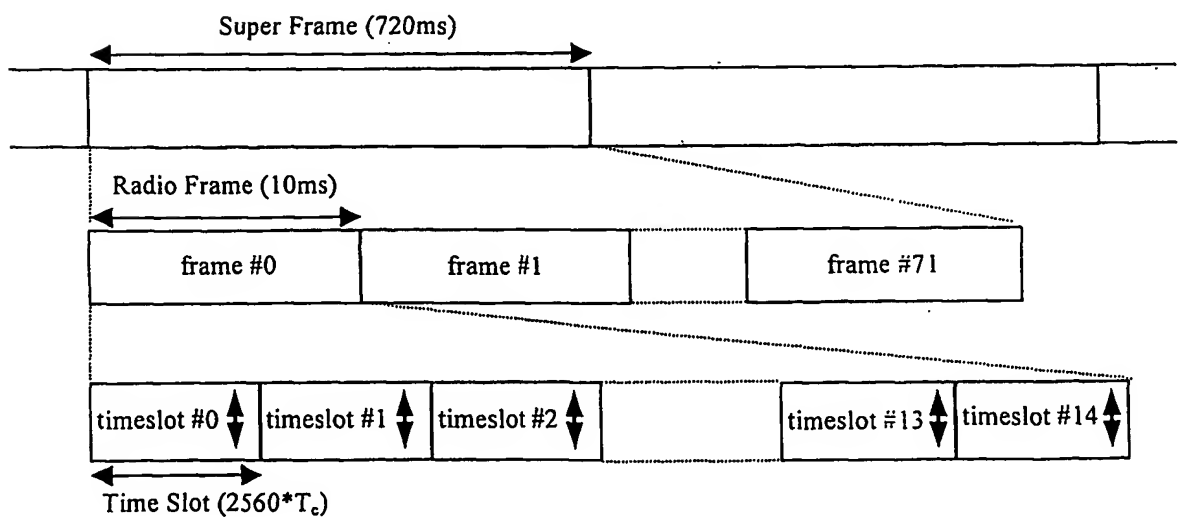 Super Frame (720ms)
Radio Frame (10ms)
frame #0 frame #1 frame #71
timeslot #0 timeslot #1 timeslot #2 timeslot #13 timeslot #14
Time Slot (2560*Tc)